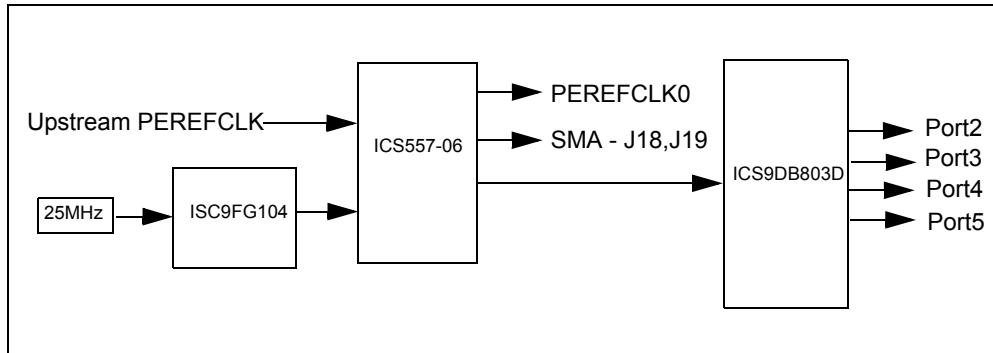 Upstream PEREFCLK
25MHz
ISC9FG104
ICS557-06
PEREFCLK0
SMA - J18,J19
ICS9DB803D
Port2
Port3
Port4
Port5